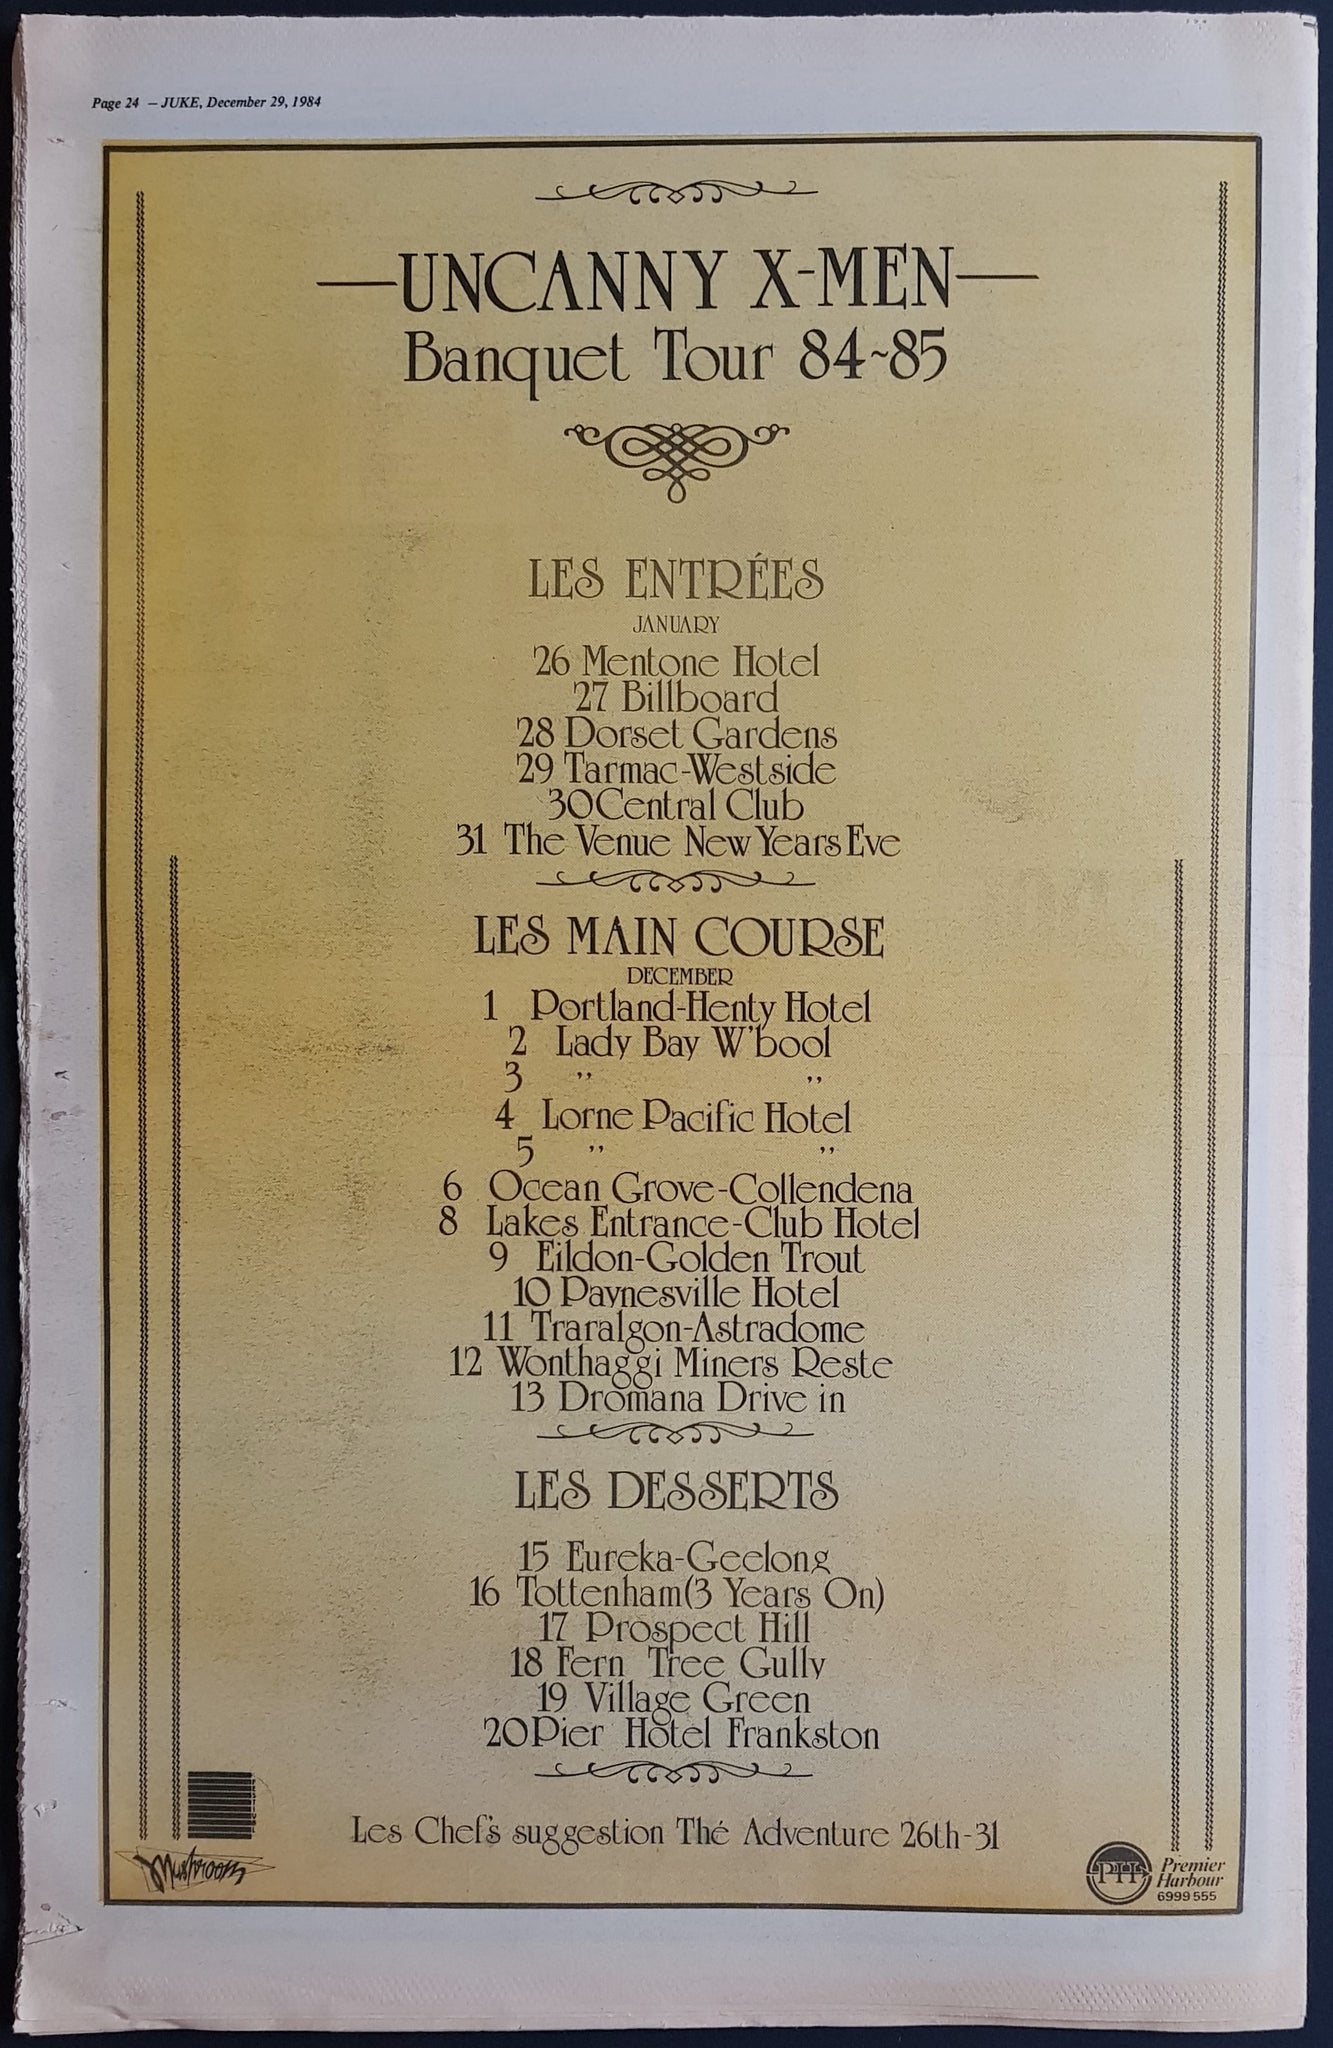 Page 24 – JUKE, December 29, 1984
—UNCANNY X-MEN—
Banquet Tour 84~85
LES ENTRÉES
JANUARY
26 Mentone Hotel
27 Billboard
28 Dorset Gardens
29 Tarmac-Westside
30 Central Club
31 The Venue New Years Eve
LES MAIN COURSE
DECEMBER
1 Portland-Henty Hotel
2 Lady Bay W'bool
3 ,, ,,
4 Lorne Pacific Hotel
5 ,, ,,
6 Ocean Grove-Collendena
8 Lakes Entrance-Club Hotel
9 Eildon-Golden Trout
10 Paynesville Hotel
11 Traralgon-Astradome
12 Wonthaggi Miners Reste
13 Dromana Drive in
LES DESSERTS
15 Eureka-Geelong
16 Tottenham(3 Years On)
17 Prospect Hill
18 Fern Tree Gully
19 Village Green
20 Pier Hotel Frankston
Les Chef's suggestion Thé Adventure 26th-31
Mushroom
PH
Premier
Harbour
6999 555